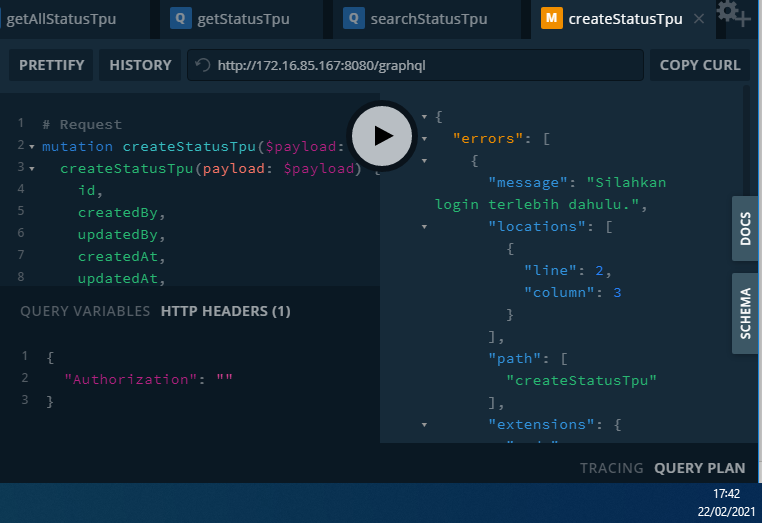 getAllStatusTpu
Q getStatusTpu
Q searchStatusTpu
M createStatusTpu ×
PRETTIFY HISTORY http://172.16.85.167:8080/graphql COPY CURL
1 # Request
2 mutation createStatusTpu($payload:
3 createStatusTpu(payload: $payload)
4 id,
5 createdBy,
6 updatedBy,
7 createdAt,
8 updatedAt,
QUERY VARIABLES HTTP HEADERS (1)
1 {
2 "Authorization": ""
3 }
{
"errors": [
{
"message": "Silahkan
login terlebih dahulu.",
"locations": [
{
"line": 2,
"column": 3
}
],
"path": [
"createStatusTpu"
],
"extensions": {
DOCS
SCHEMA
TRACING QUERY PLAN
17:42
22/02/2021